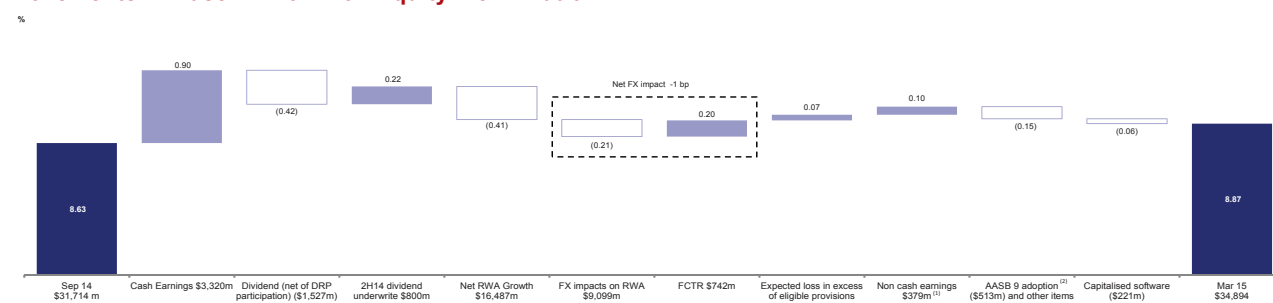 %
0.90
(0.42)
0.22
(0.41)
Net FX impact -1 bp
(0.21)
0.20
0.07
0.10
(0.15)
(0.06)
8.63
8.87
Sep 14
$31,714 m
Cash Earnings $3,320m
Dividend (net of DRP
participation) ($1,527m)
2H14 dividend
underwrite $800m
Net RWA Growth
$16,487m
FX impacts on RWA
$9,099m
FCTR $742m
Expected loss in excess
of eligible provisions
Non cash earnings
$379m (1)
AASB 9 adoption (2)
($513m) and other items
Capitalised software
($221m)
Mar 15
$34,894